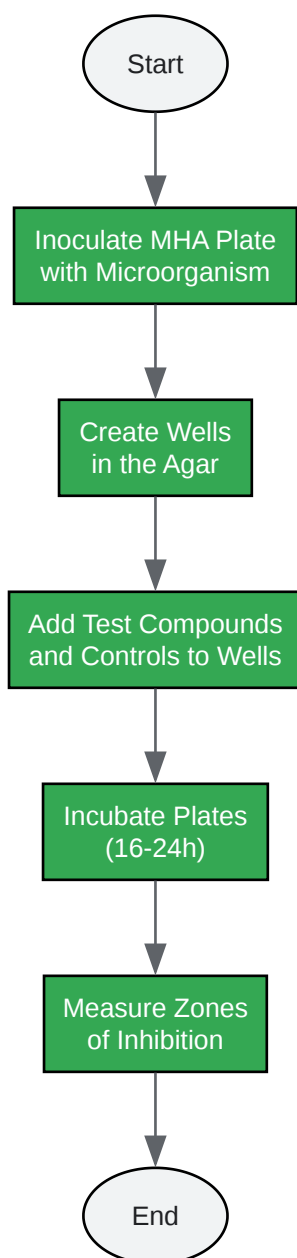 Start
Inoculate MHA Plate
with Microorganism
Create Wells
in the Agar
Add Test Compounds
and Controls to Wells
Incubate Plates
(16-24h)
Measure Zones
of Inhibition
End